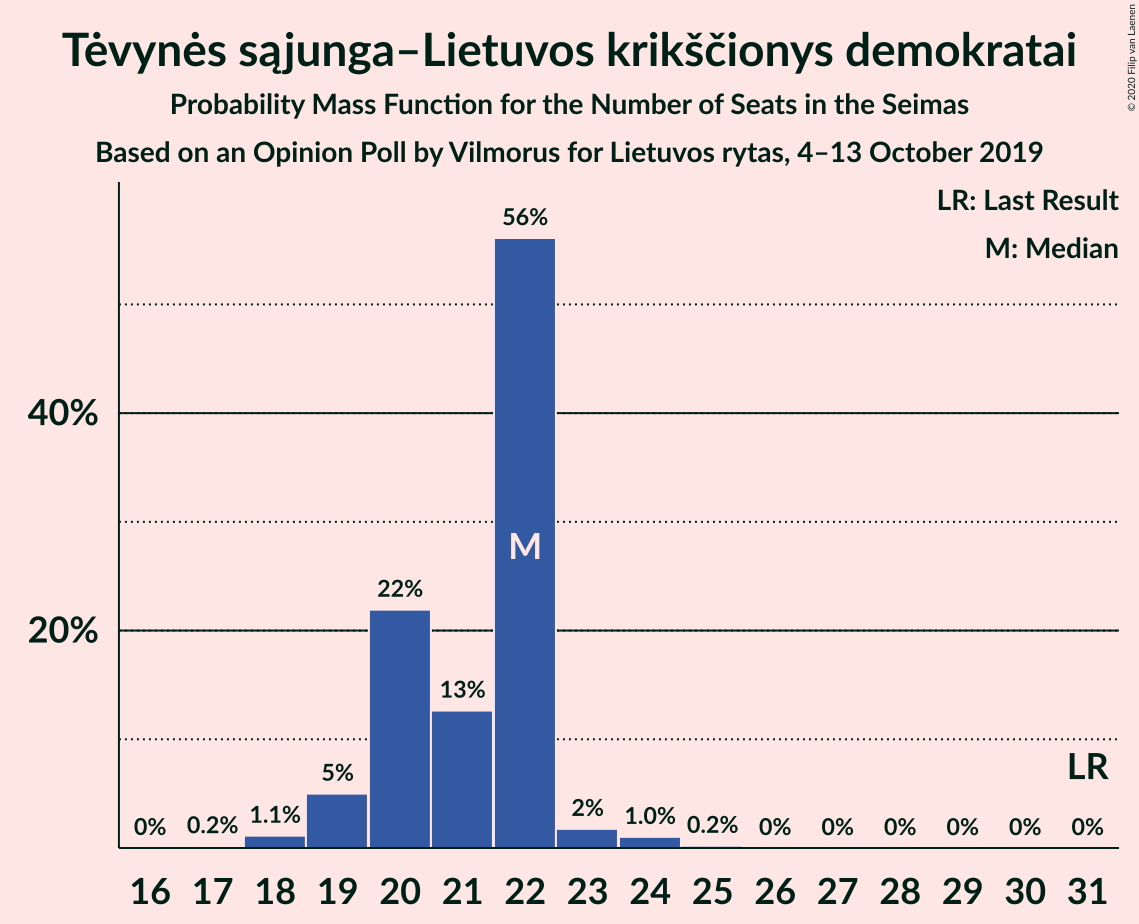 Tėvynės sąjunga–Lietuvos krikščionys demokratai
Probability Mass Function for the Number of Seats in the Seimas
Based on an Opinion Poll by Vilmorus for Lietuvos rytas, 4–13 October 2019
© 2020 Filip van Laenen
LR: Last Result
M: Median
56%
40%
M
22%
20%
13%
LR
5%
0% 0.2% 1.1% 2% 1.0% 0.2% 0% 0% 0% 0% 0% 0%
16 17 18 19 20 21 22 23 24 25 26 27 28 29 30 31